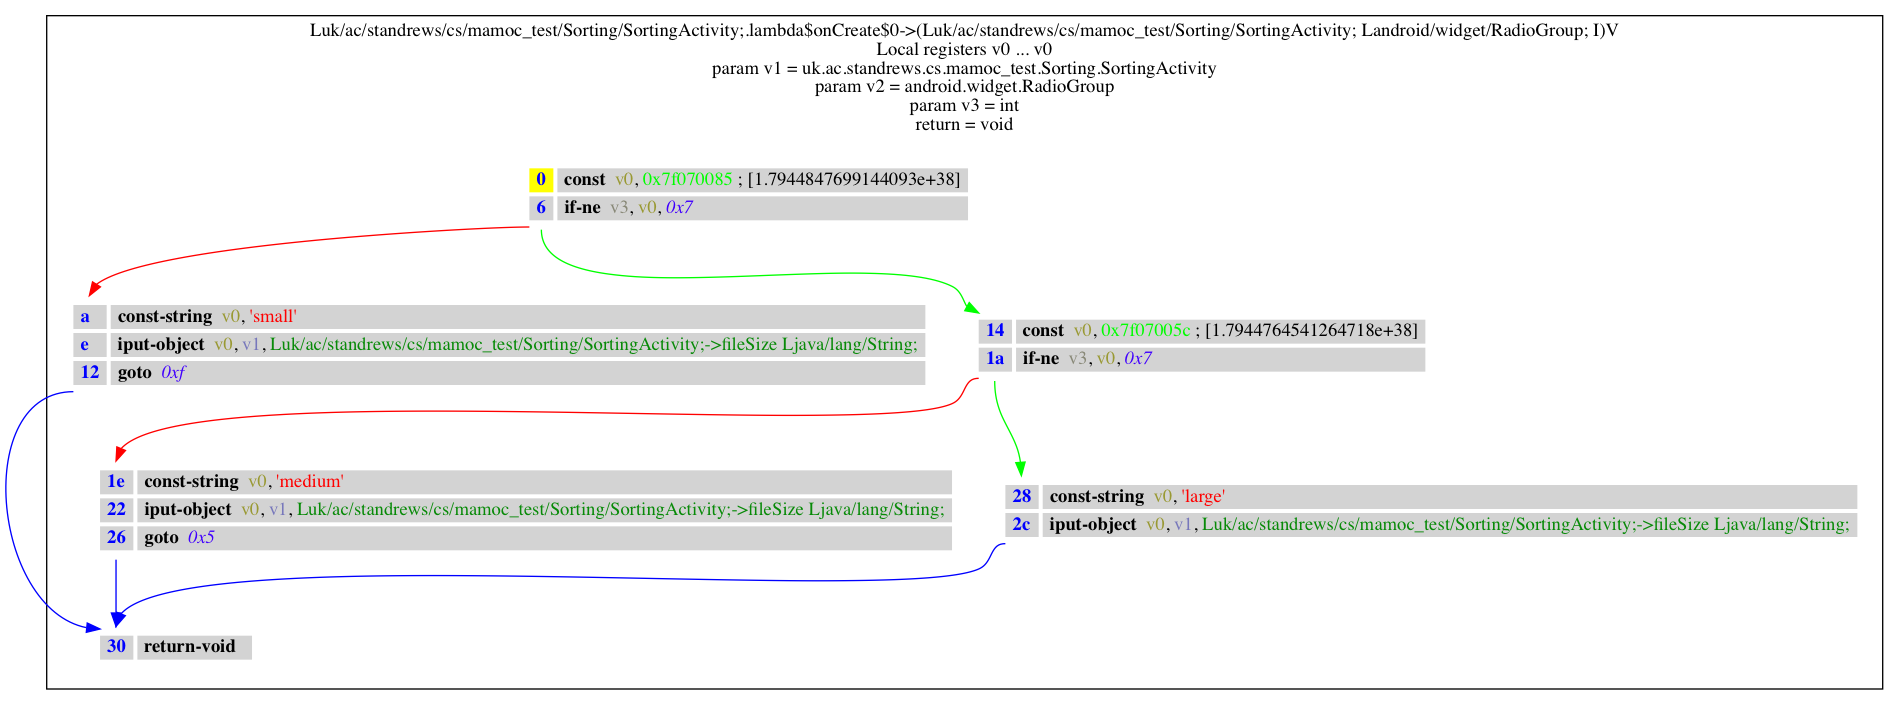 Luk/ac/standrews/cs/mamoc_test/Sorting/SortingActivity;.lambda$onCreate$0->(Luk/ac/standrews/cs/mamoc_test/Sorting/SortingActivity; Landroid/widget/RadioGroup; I)V
Local registers v0 ... v0
param v1 = uk.ac.standrews.cs.mamoc_test.Sorting.SortingActivity
param v2 = android.widget.RadioGroup
param v3 = int
return = void
0 const v0, 0x7f070085 ; [1.7944847699144093e+38]
6 if-ne v3, v0, 0x7
a const-string v0, 'small'
e iput-object v0, v1, Luk/ac/standrews/cs/mamoc_test/Sorting/SortingActivity;->fileSize Ljava/lang/String;
12 goto 0xf
14 const v0, 0x7f07005c ; [1.7944764541264718e+38]
1a if-ne v3, v0, 0x7
1e const-string v0, 'medium'
22 iput-object v0, v1, Luk/ac/standrews/cs/mamoc_test/Sorting/SortingActivity;->fileSize Ljava/lang/String;
26 goto 0x5
28 const-string v0, 'large'
2c iput-object v0, v1, Luk/ac/standrews/cs/mamoc_test/Sorting/SortingActivity;->fileSize Ljava/lang/String;
30 return-void